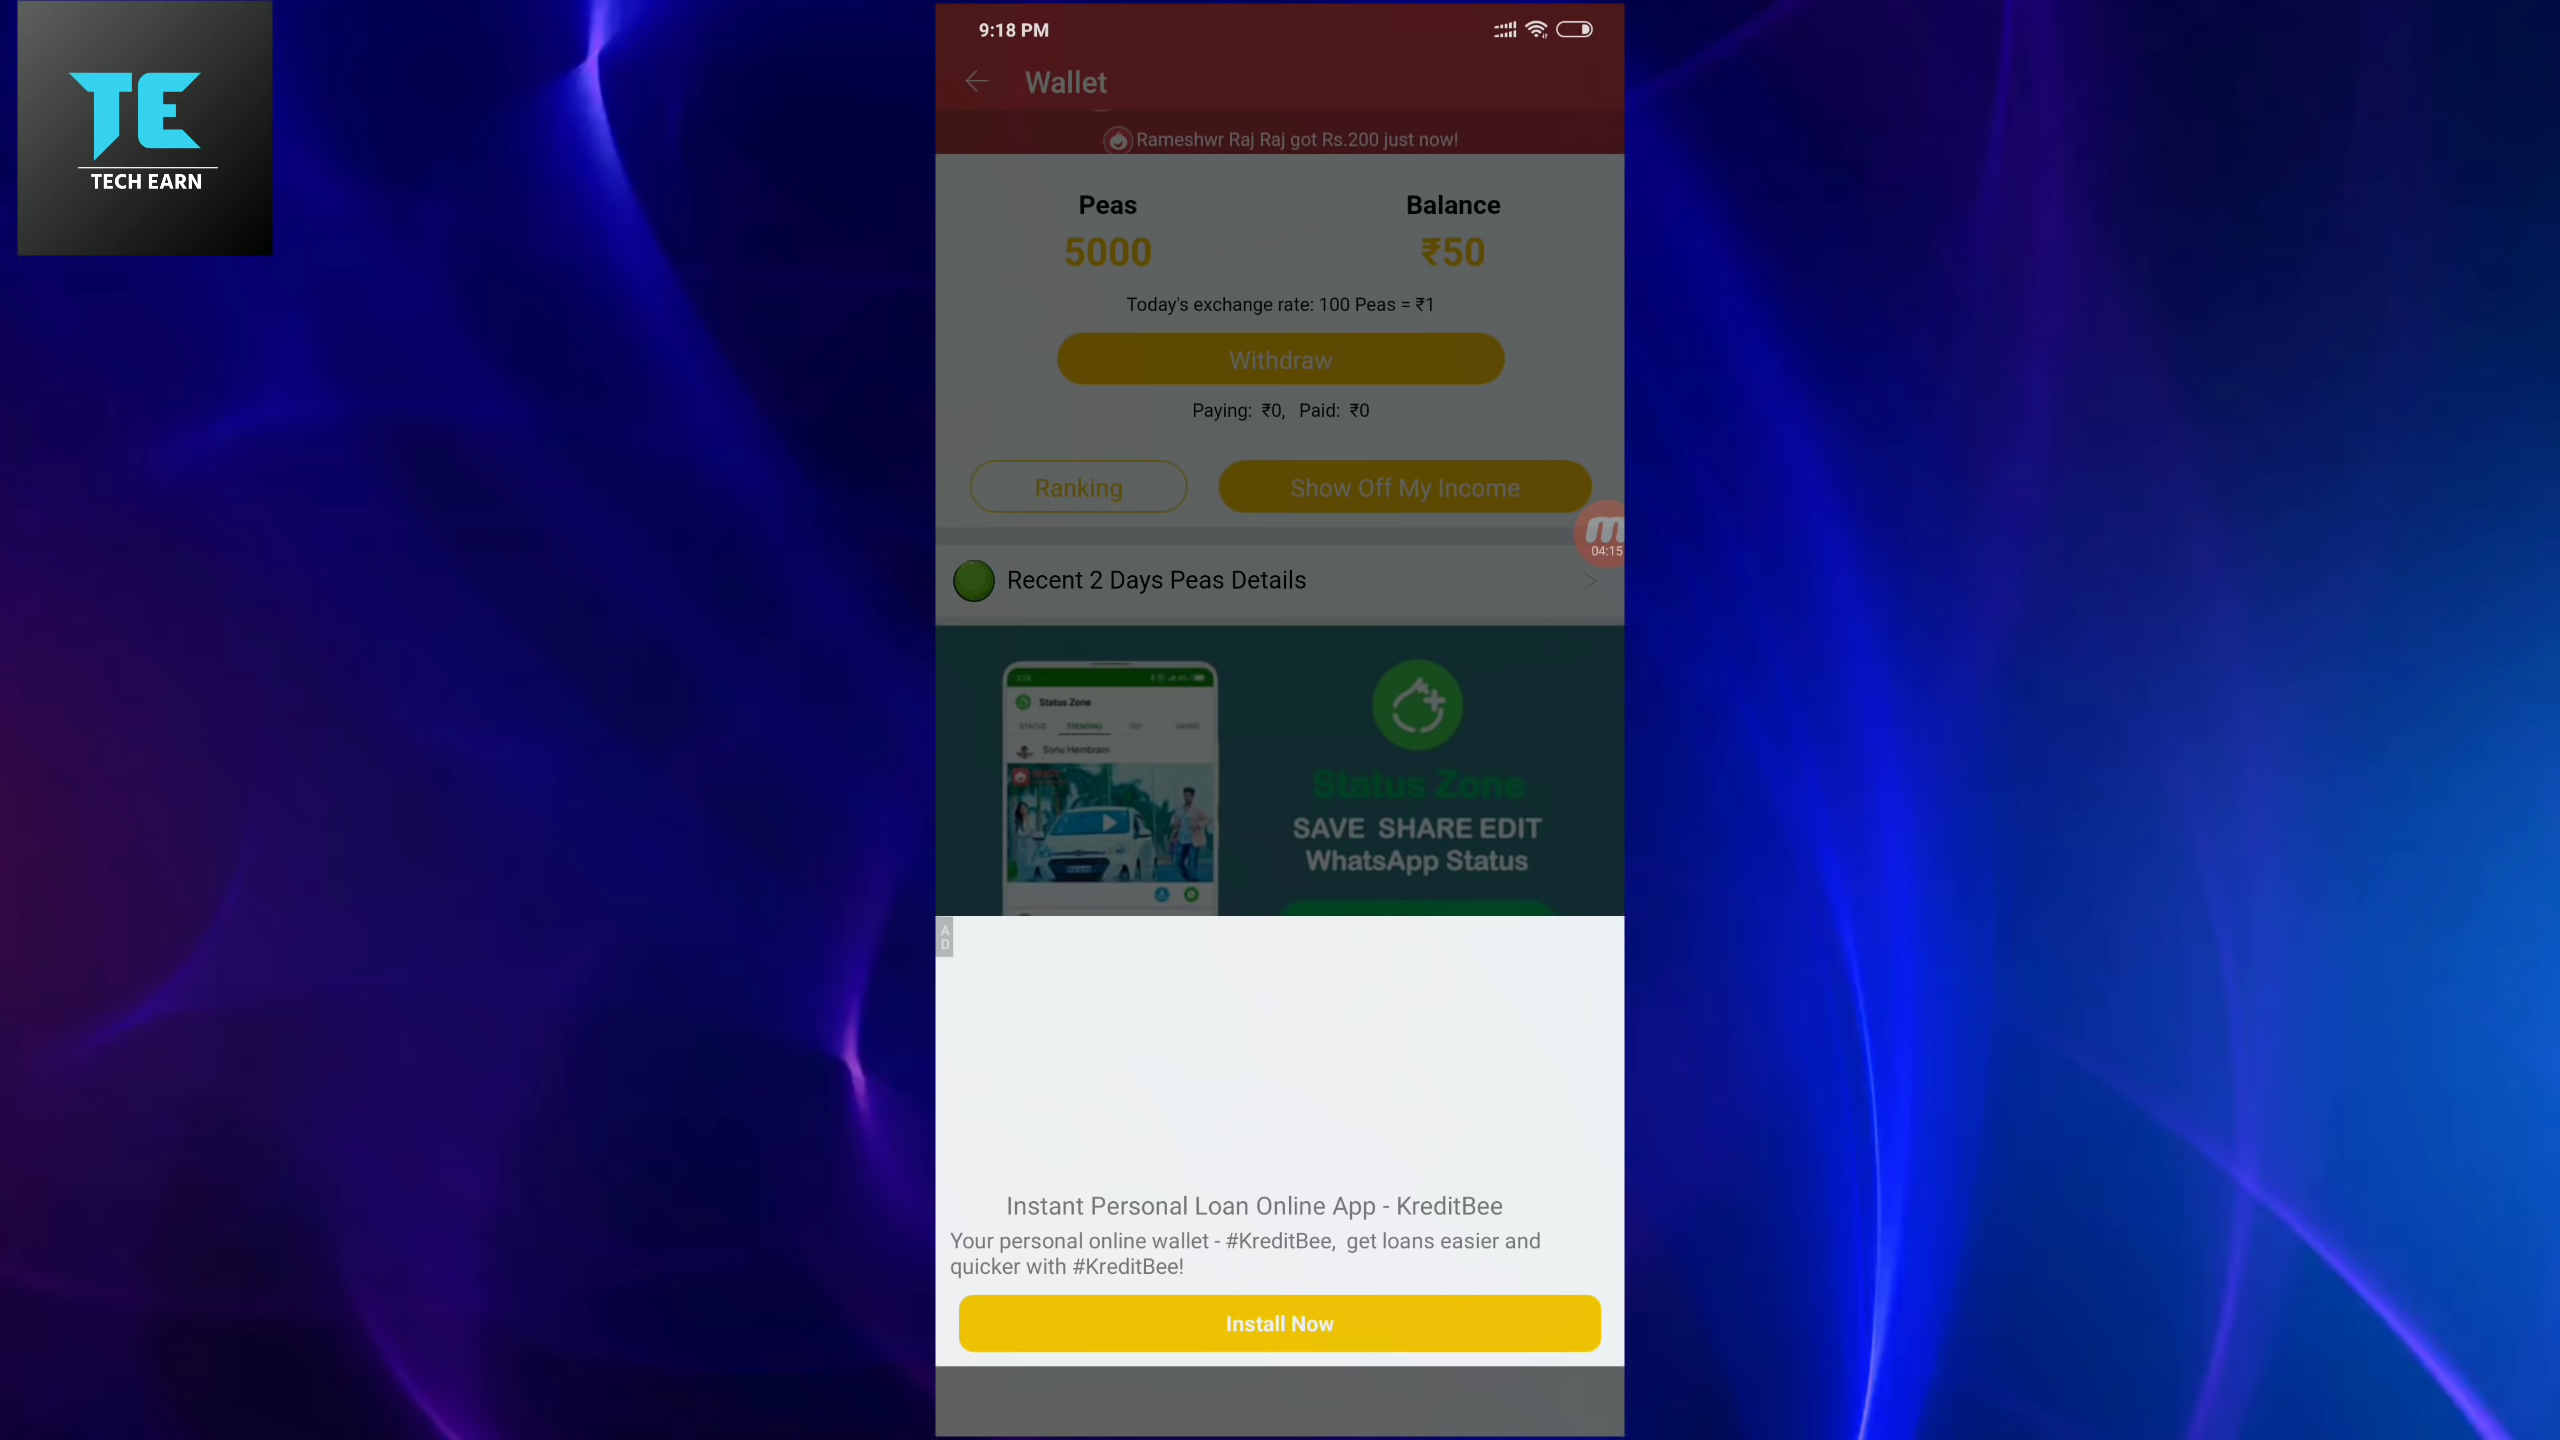 TE
TECH EARN
9:18 PM
Wallet
Rameshwr Raj Raj got Rs.200 just now!
Peas
Balance
5000
₹50
Today's exchange rate: 100 Peas = ₹1
Withdraw
Paying: ₹0, Paid: ₹0
Ranking
Show Off My Income
04:15
Recent 2 Days Peas Details
Status Zone
STATUS TRENDING SAVED
Sonu Hembram
Status Zone
SAVE SHARE EDIT
WhatsApp Status
AD
Instant Personal Loan Online App - KreditBee
Your personal online wallet - #KreditBee, get loans easier and
quicker with #KreditBee!
Install Now